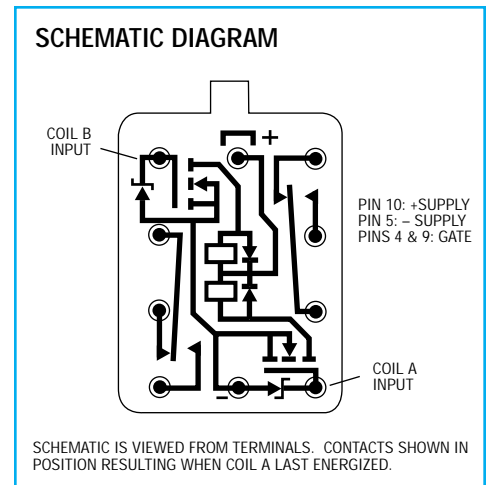 SCHEMATIC DIAGRAM
COIL B
INPUT
+
PIN 10: +SUPPLY
PIN 5: – SUPPLY
PINS 4 & 9: GATE
–
COIL A
INPUT
SCHEMATIC IS VIEWED FROM TERMINALS. CONTACTS SHOWN IN
POSITION RESULTING WHEN COIL A LAST ENERGIZED.